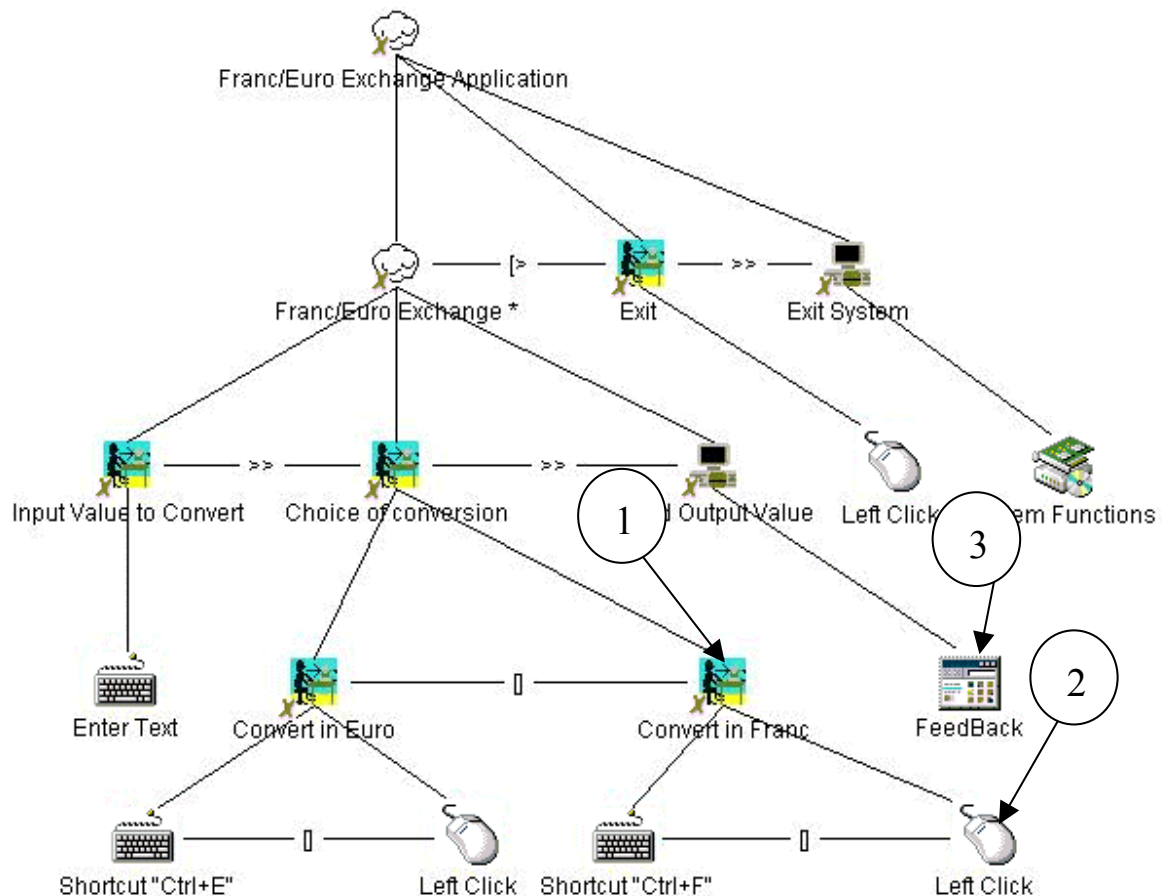 Franc/Euro Exchange Application
[>
>>
Franc/Euro Exchange *
Exit
Exit System
>>
>>
Input Value to Convert
Choice of conversion
1
Output Value
Left Click
Functions
3
2
[]
Enter Text
Convert in Euro
Convert in Franc
FeedBack
[]
[]
Shortcut "Ctrl+E"
Left Click
Shortcut "Ctrl+F"
Left Click